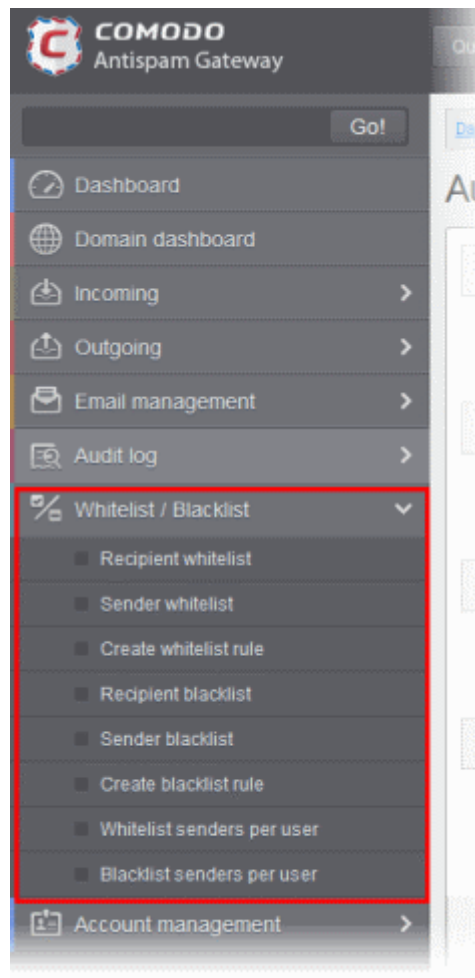 COMODO
Antispam Gateway
Go!
Dashboard
Domain dashboard
Incoming
Outgoing
Email management
Audit log
Whitelist / Blacklist
Recipient whitelist
Sender whitelist
Create whitelist rule
Recipient blacklist
Sender blacklist
Create blacklist rule
Whitelist senders per user
Blacklist senders per user
Account management